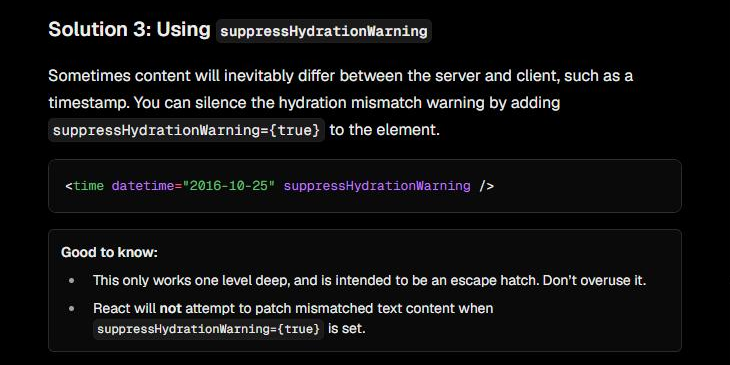 Solution 3: Using suppressHydrationWarning
Sometimes content will inevitably differ between the server and client, such as a
timestamp. You can silence the hydration mismatch warning by adding
suppressHydrationWarning={true} to the element.
<time datetime="2016-10-25" suppressHydrationWarning />
Good to know:
• This only works one level deep, and is intended to be an escape hatch. Don’t overuse it.
• React will not attempt to patch mismatched text content when
suppressHydrationWarning={true} is set.